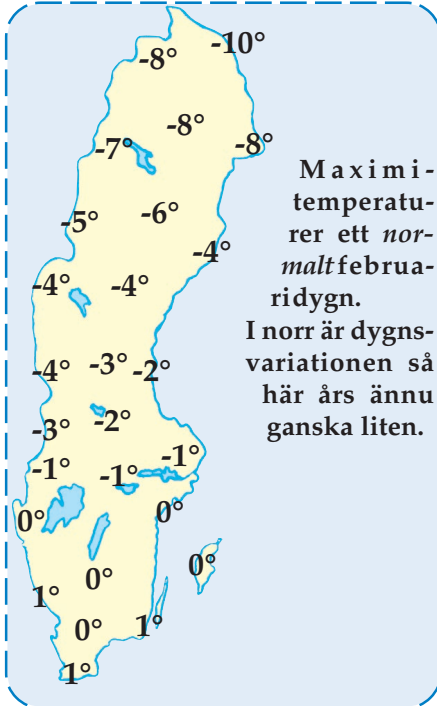 -10°
-8°
-8°
-7° -8°
-5° -6°
-4°
-4° -4°
-4° -3° -2°
-3° -2°
-1° -1° -1°
0° 0°
0°
0°
1°
0° 1°
1°
Maximi-
temperatu-
rer ett normalt februa-
ridygn.
I norr är dygns-
variationen så
här års ännu
ganska liten.